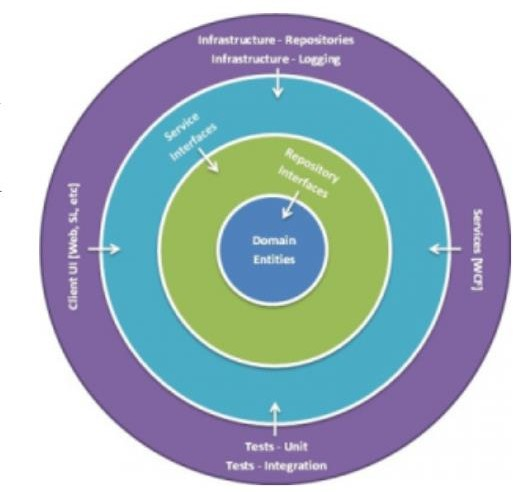 Infrastructure - Repositories
Infrastructure - Logging
Service
Interfaces
Repository
Interfaces
Domain
Entities
Client UI [Web, SL, etc]
Services [WCF]
Tests - Unit
Tests - Integration